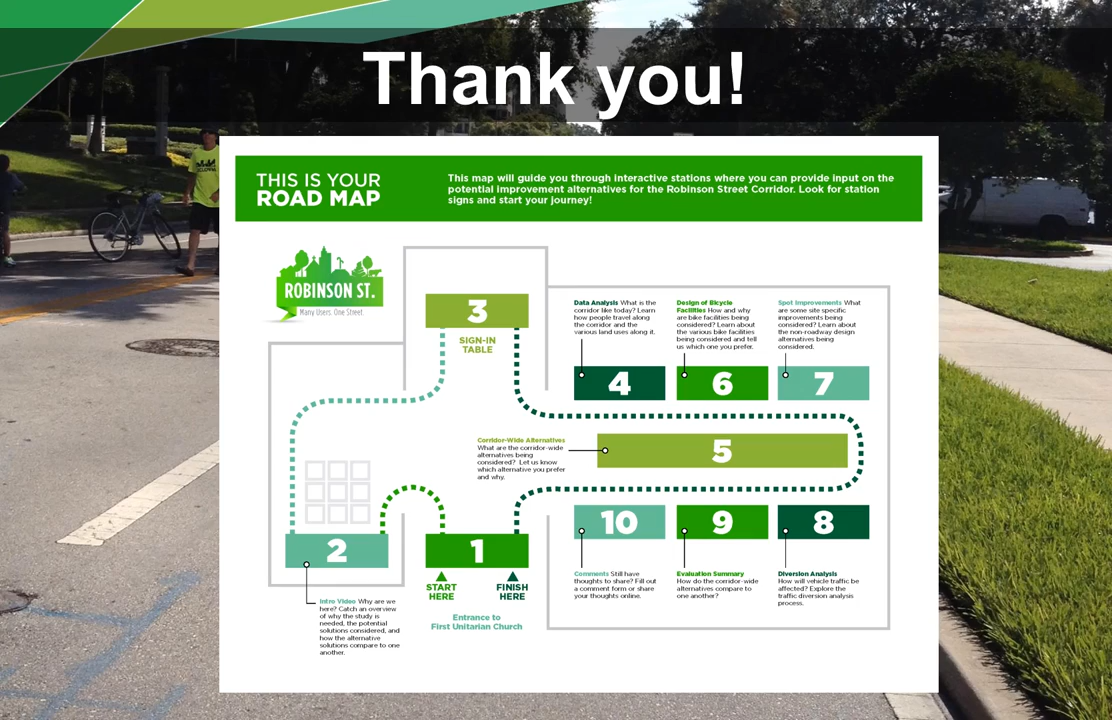 Thank you!
THIS IS YOUR
ROAD MAP
This map will guide you through interactive stations where you can provide input on the
potential improvement alternatives for the Robinson Street Corridor. Look for station
signs and start your journey!
ROBINSON ST.
Many Users. One Street.
3
SIGN-IN
TABLE
Data Analysis What is the
corridor like today? Learn
how people travel along
the corridor and the
various land uses along it.
Design of Bicycle
Facilities How and why
are bike facilities being
considered? Learn about
the various bike facilities
being considered and tell
us which one you prefer.
Spot Improvements What
are some site specific
improvements being
considered? Learn about
the non-roadway design
alternatives being
considered.
4
6
7
Corridor-Wide Alternatives
What are the corridor-wide
alternatives being
considered? Let us know
which alternative you prefer
and why.
5
10
9
8
Comments Still have
thoughts to share? Fill out
a comment form or share
your thoughts online.
Evaluation Summary
How do the corridor-wide
alternatives compare to
one another?
Diversion Analysis
How will vehicle traffic be
affected? Explore the
traffic diversion analysis
process.
2
1
START
HERE
FINISH
HERE
Entrance to
First Unitarian Church
Intro Video Why are we
here? Catch an overview
of why the study is
needed, the potential
solutions considered, and
how the alternative
solutions compare to one
another.